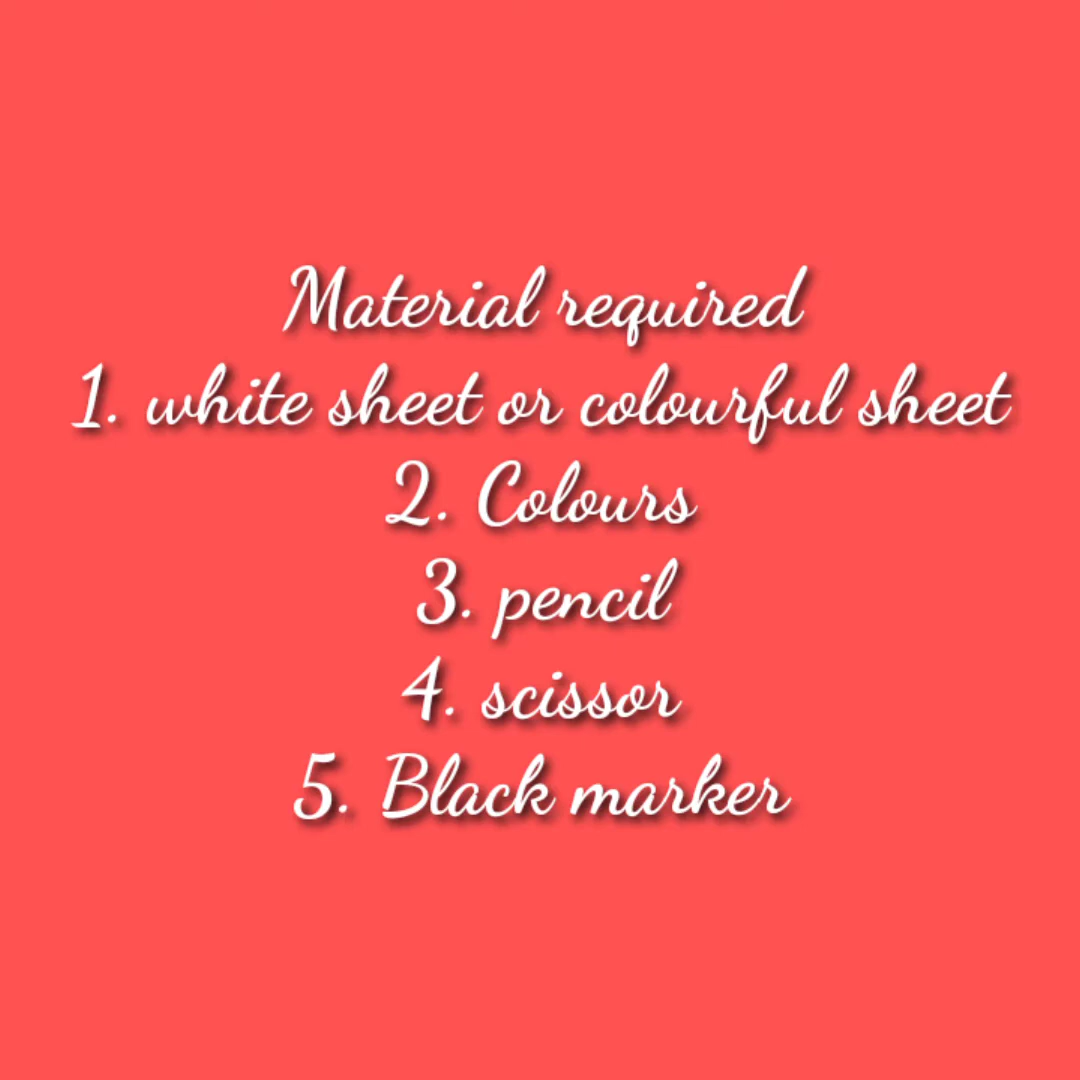 Material required
1. white sheet or colourful sheet
2. Colours
3. pencil
4. scissor
5. Black marker